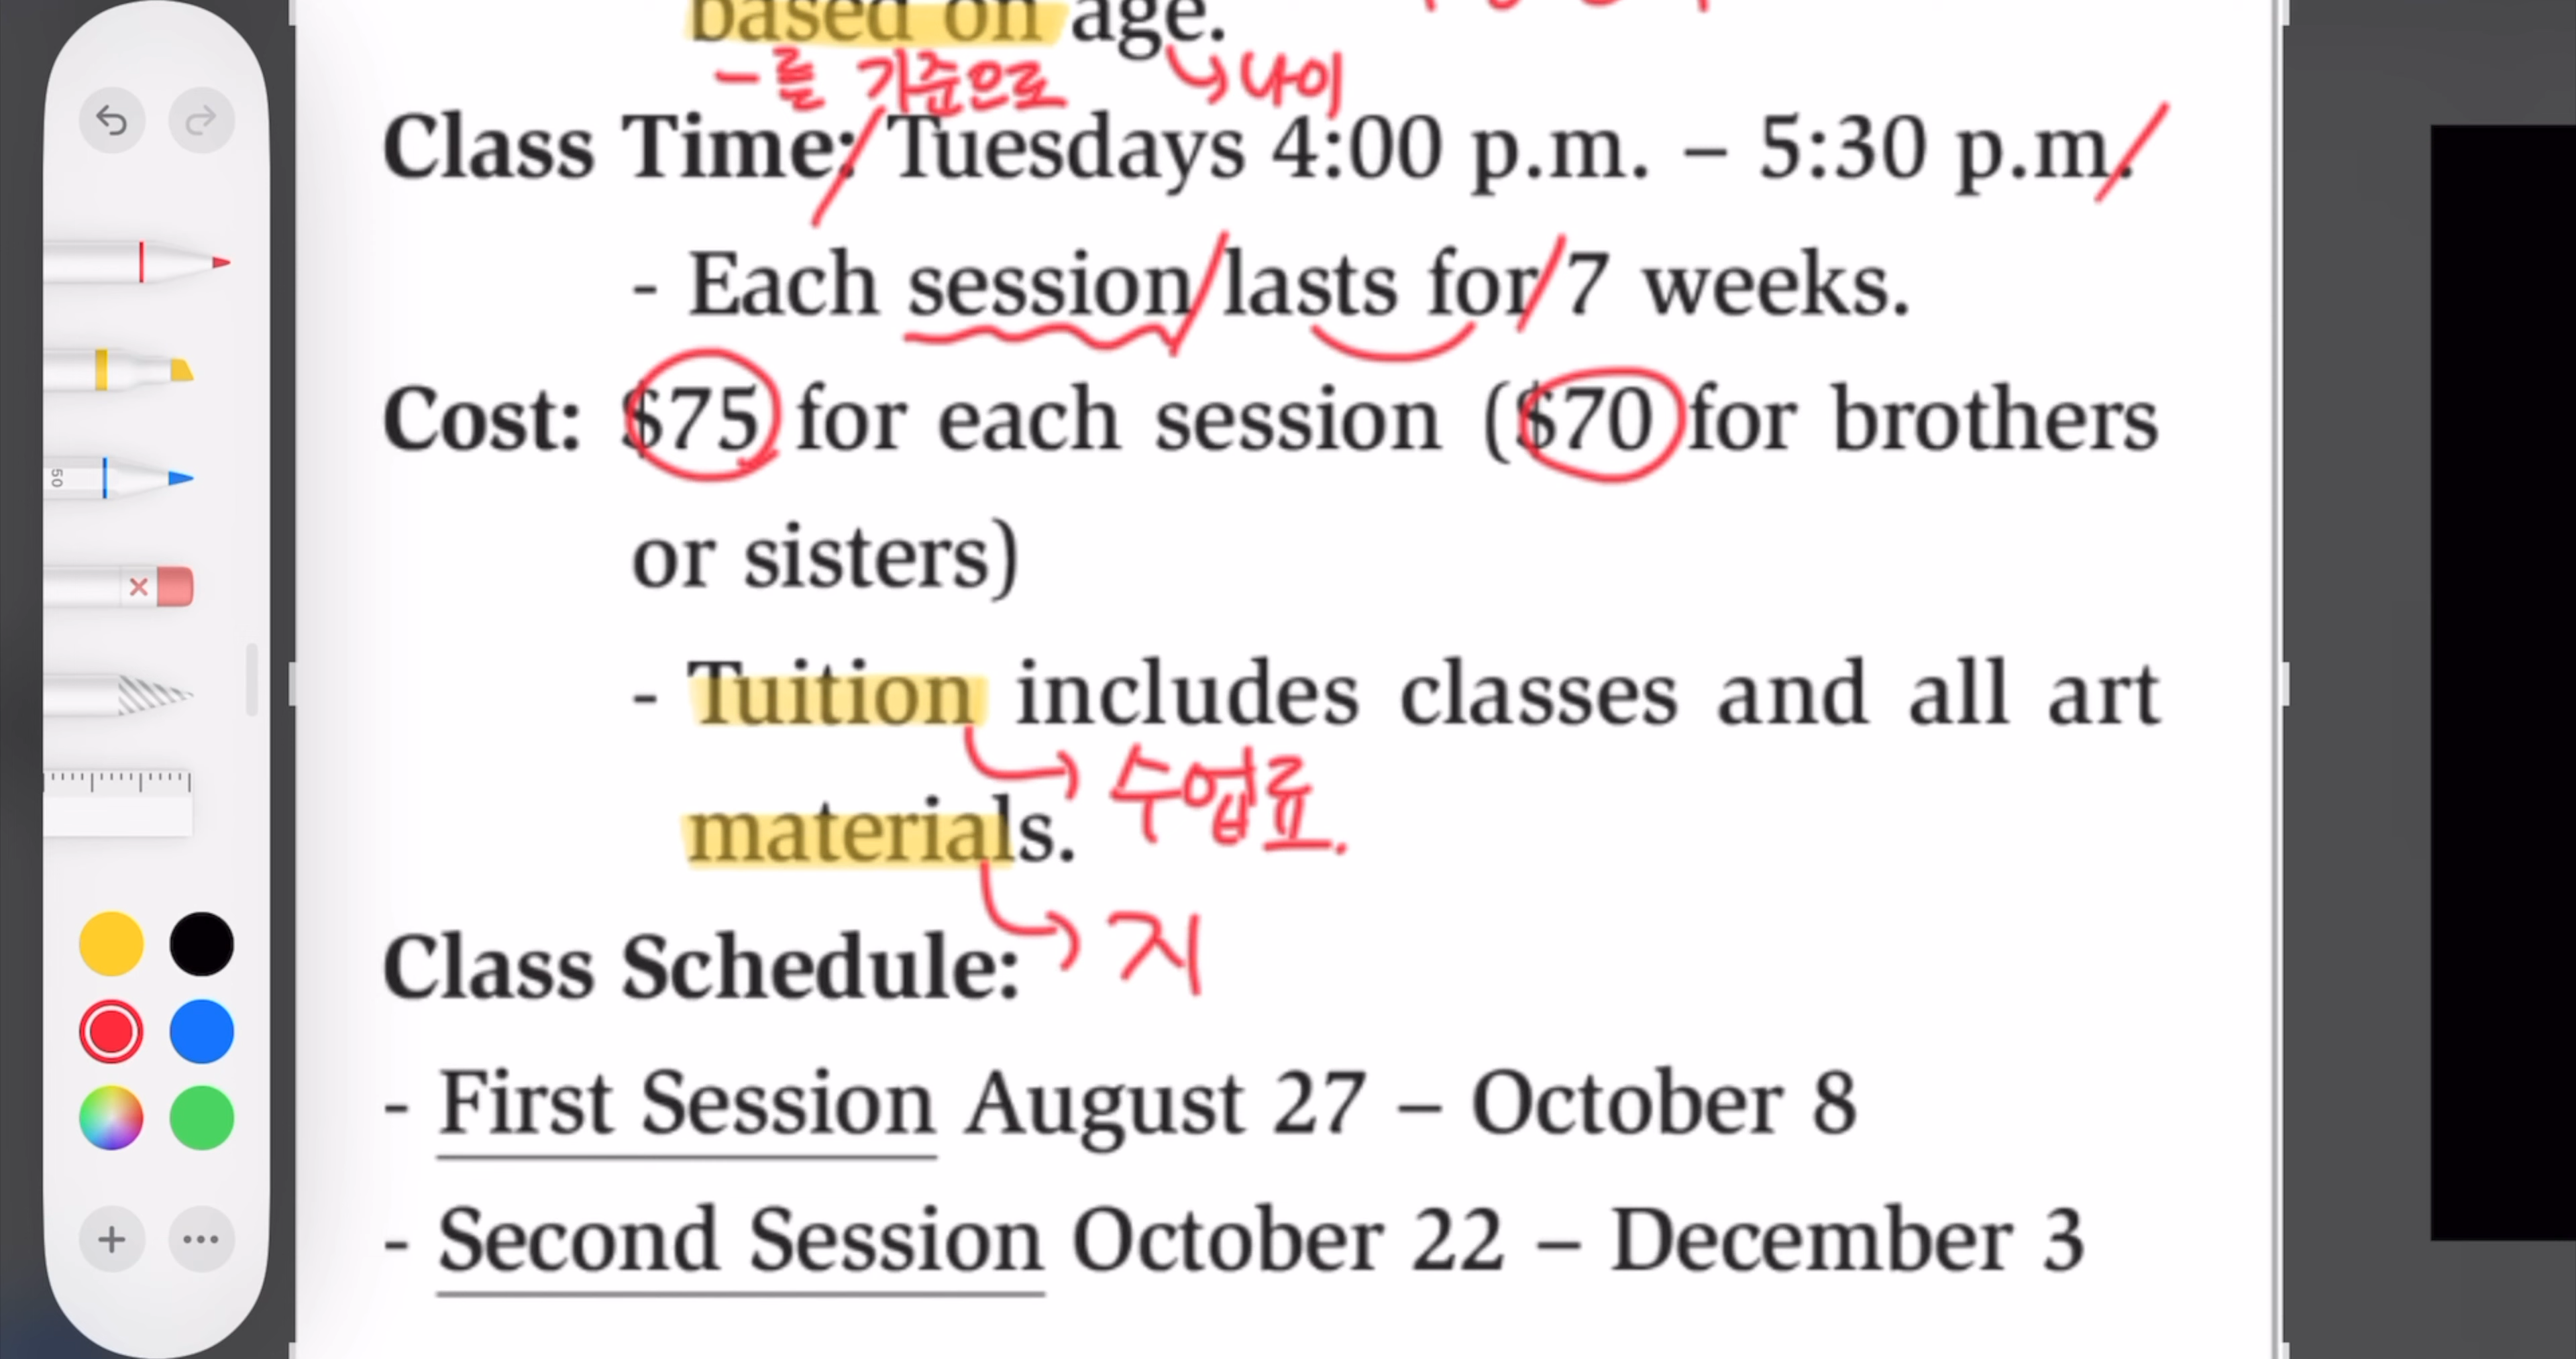 based on age.
-를 기준으로 나이
Class Time: Tuesdays 4:00 p.m. – 5:30 p.m.
- Each session lasts for 7 weeks.
Cost: $75 for each session ($70 for brothers
or sisters)
- Tuition includes classes and all art
수업료.
materials.
지
Class Schedule:
- First Session August 27 – October 8
- Second Session October 22 – December 3
50